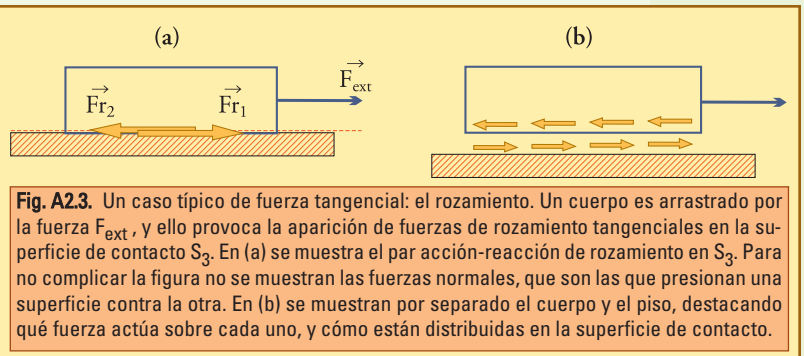 (a)
(b)
F⃗ext
F⃗r2
F⃗r1
Fig. A2.3. Un caso típico de fuerza tangencial: el rozamiento. Un cuerpo es arrastrado por
la fuerza Fext , y ello provoca la aparición de fuerzas de rozamiento tangenciales en la su-
perficie de contacto S3. En (a) se muestra el par acción-reacción de rozamiento en S3. Para
no complicar la figura no se muestran las fuerzas normales, que son las que presionan una
superficie contra la otra. En (b) se muestran por separado el cuerpo y el piso, destacando
qué fuerza actúa sobre cada uno, y cómo están distribuidas en la superficie de contacto.